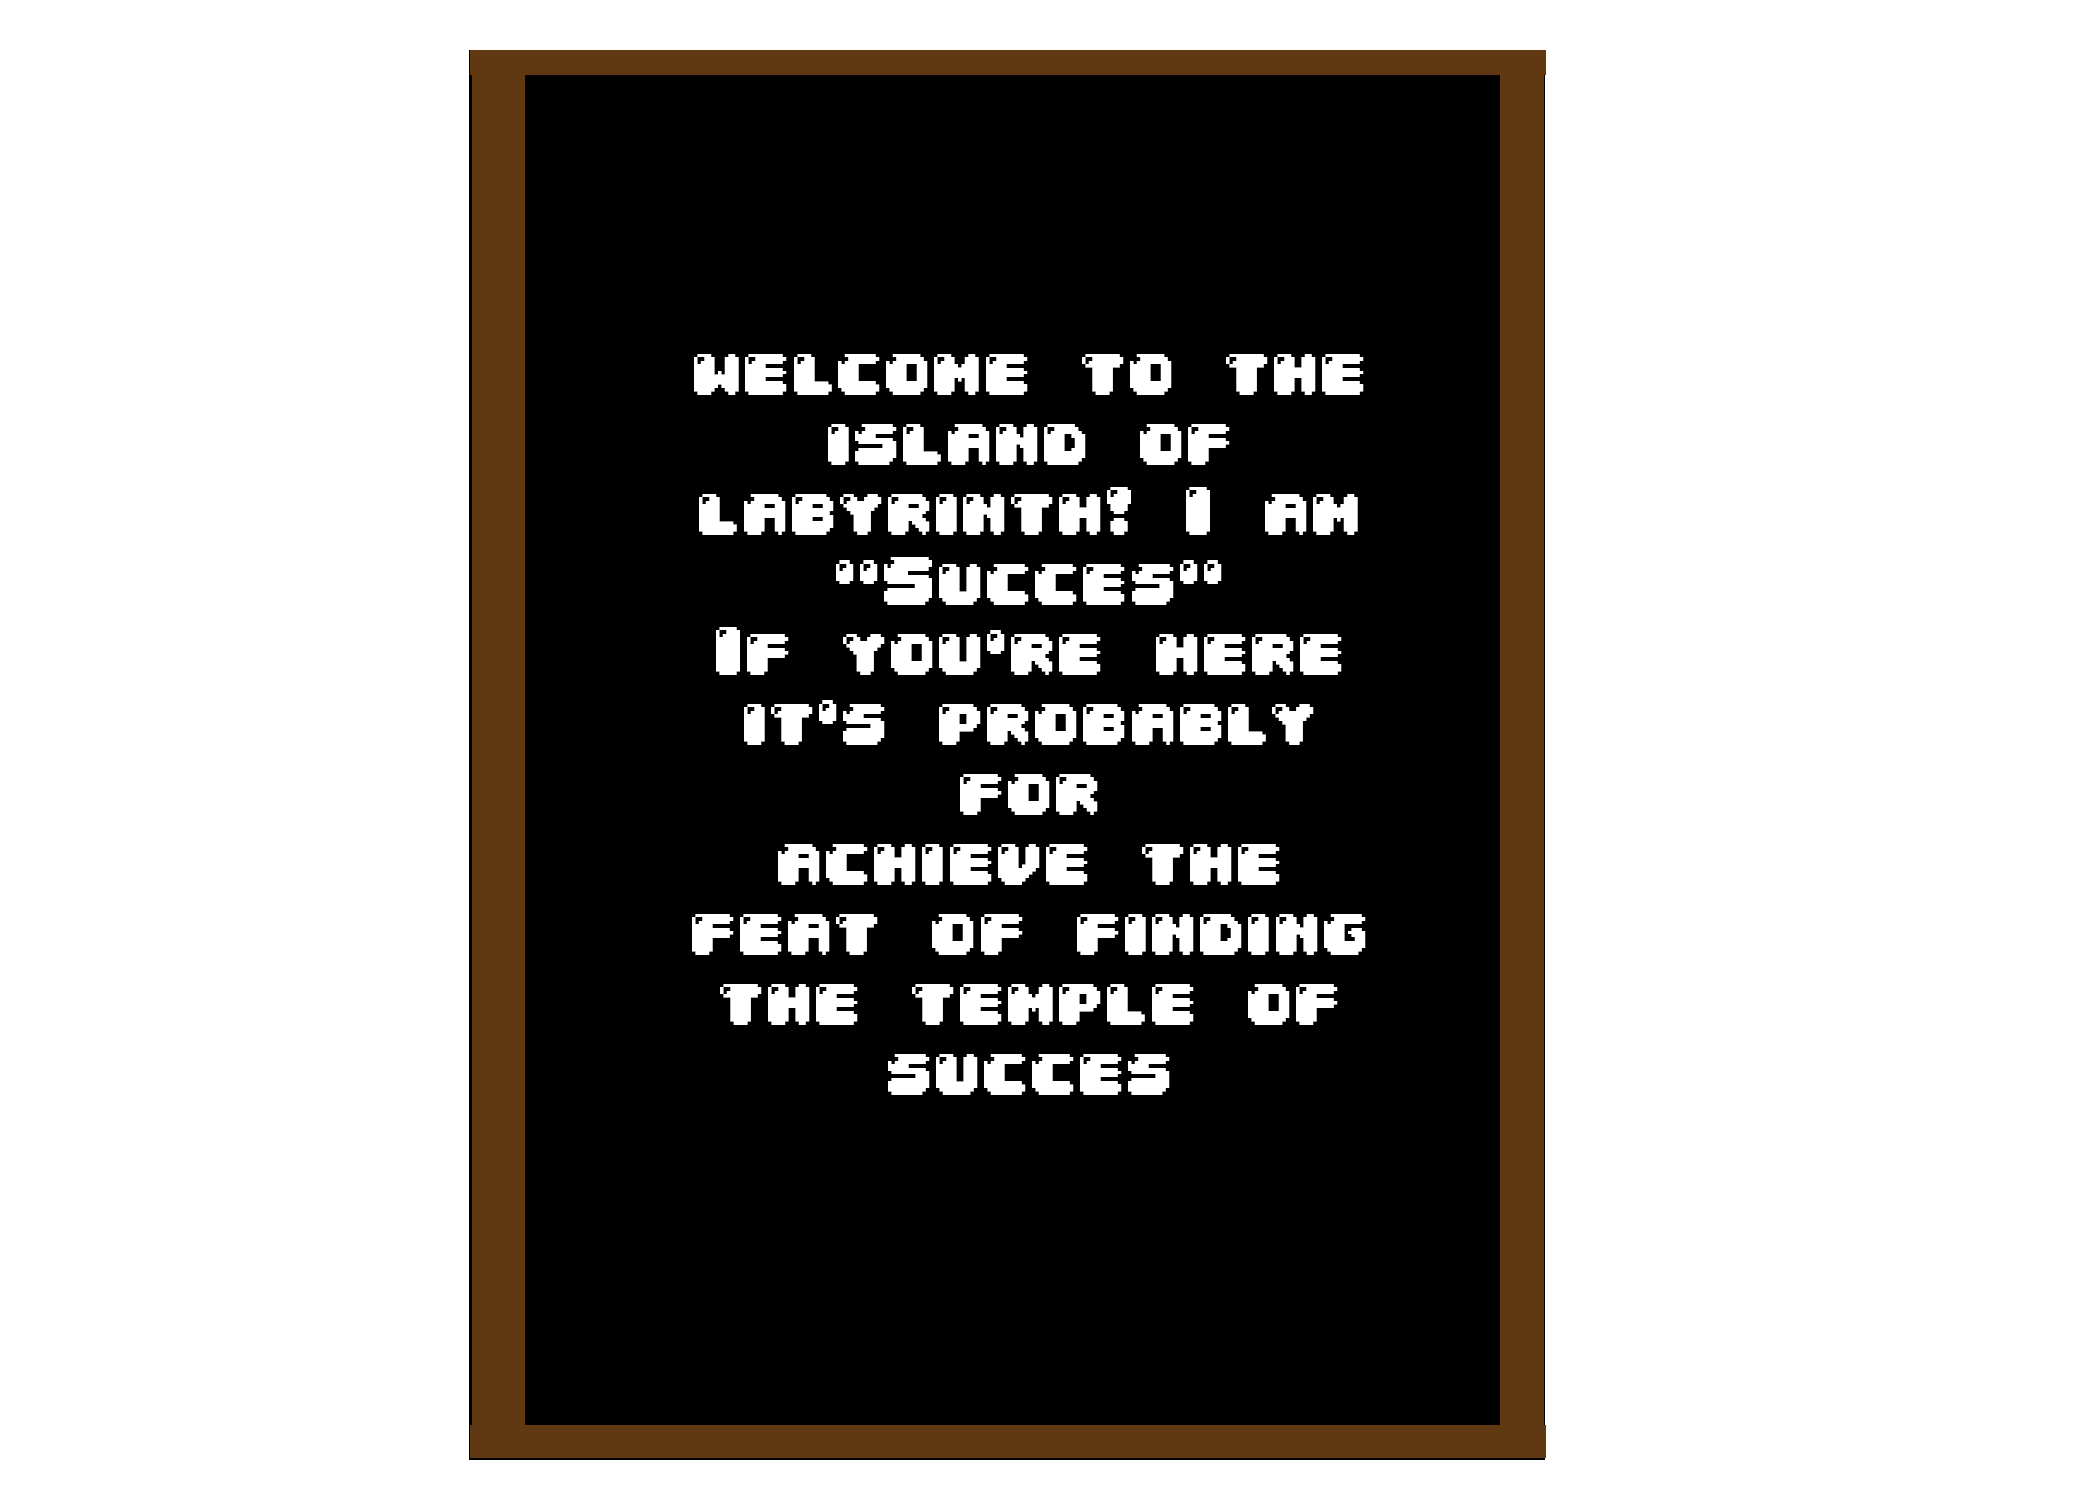 welcome to the
island of
labyrinth! I am
"Succes"
If you're here
it's probably
for
achieve the
feat of finding
the temple of
succes